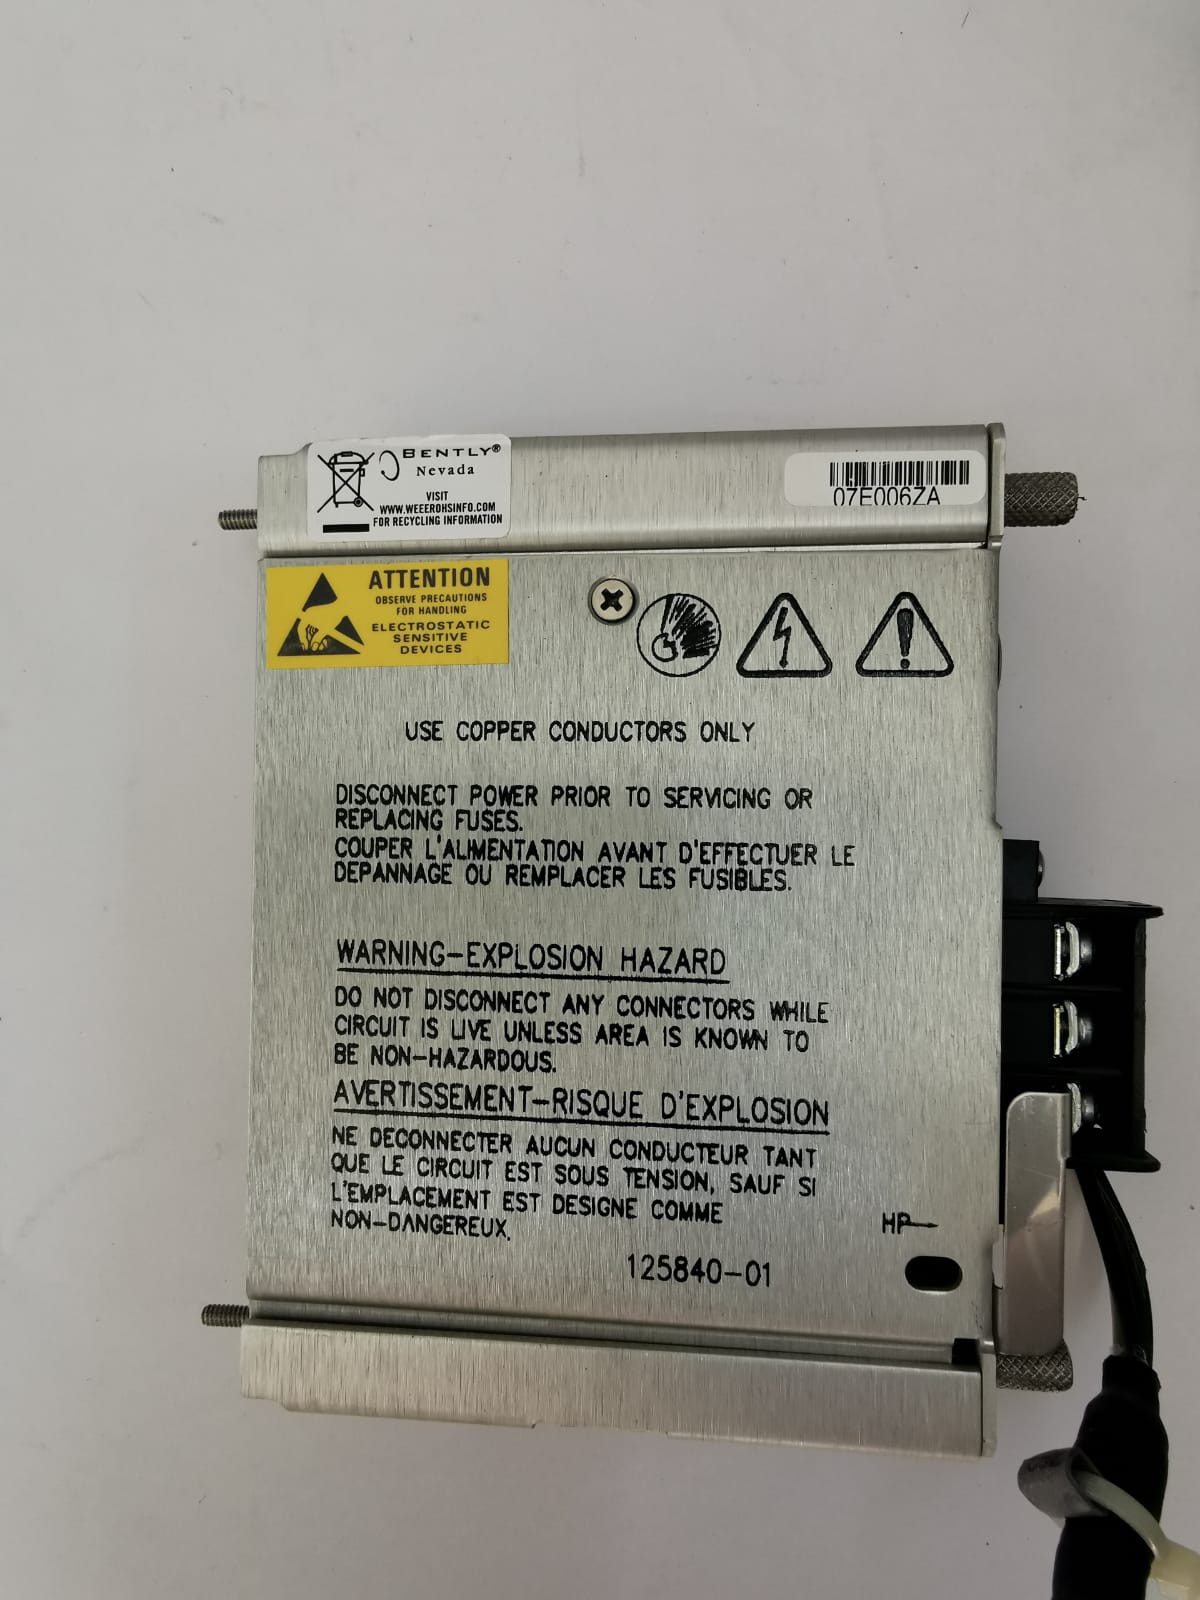 BENTLY®
Nevada
VISIT
WWW.WEEEROHSINFO.COM
FOR RECYCLING INFORMATION
07E006ZA
ATTENTION
OBSERVE PRECAUTIONS
FOR HANDLING
ELECTROSTATIC
SENSITIVE
DEVICES
USE COPPER CONDUCTORS ONLY
DISCONNECT POWER PRIOR TO SERVICING OR
REPLACING FUSES.
COUPER L'ALIMENTATION AVANT D'EFFECTUER LE
DEPANNAGE OU REMPLACER LES FUSIBLES.
WARNING-EXPLOSION HAZARD
DO NOT DISCONNECT ANY CONNECTORS WHILE
CIRCUIT IS LIVE UNLESS AREA IS KNOWN TO
BE NON-HAZARDOUS.
AVERTISSEMENT-RISQUE D'EXPLOSION
NE DECONNECTER AUCUN CONDUCTEUR TANT
QUE LE CIRCUIT EST SOUS TENSION, SAUF SI
L'EMPLACEMENT EST DESIGNE COMME
NON-DANGEREUX.
HP
125840-01